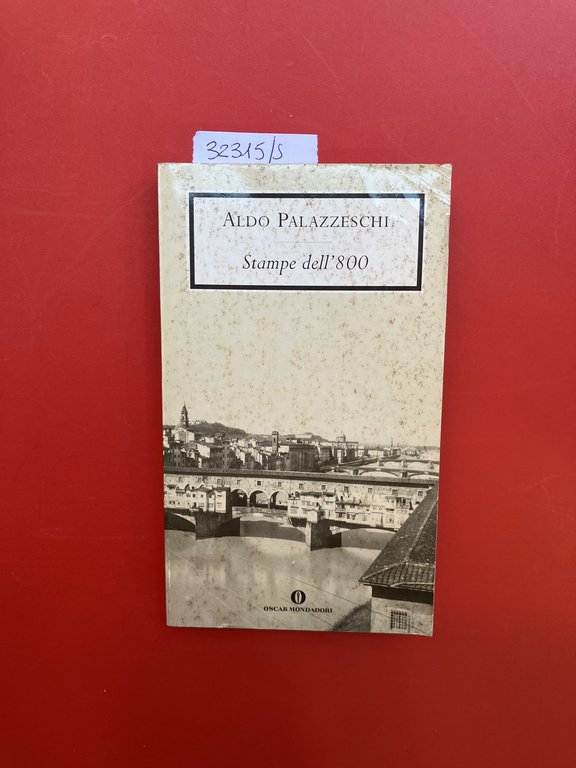 32315/S
ALDO PALAZZESCHI
Stampe dell'800
OSCAR MONDADORI